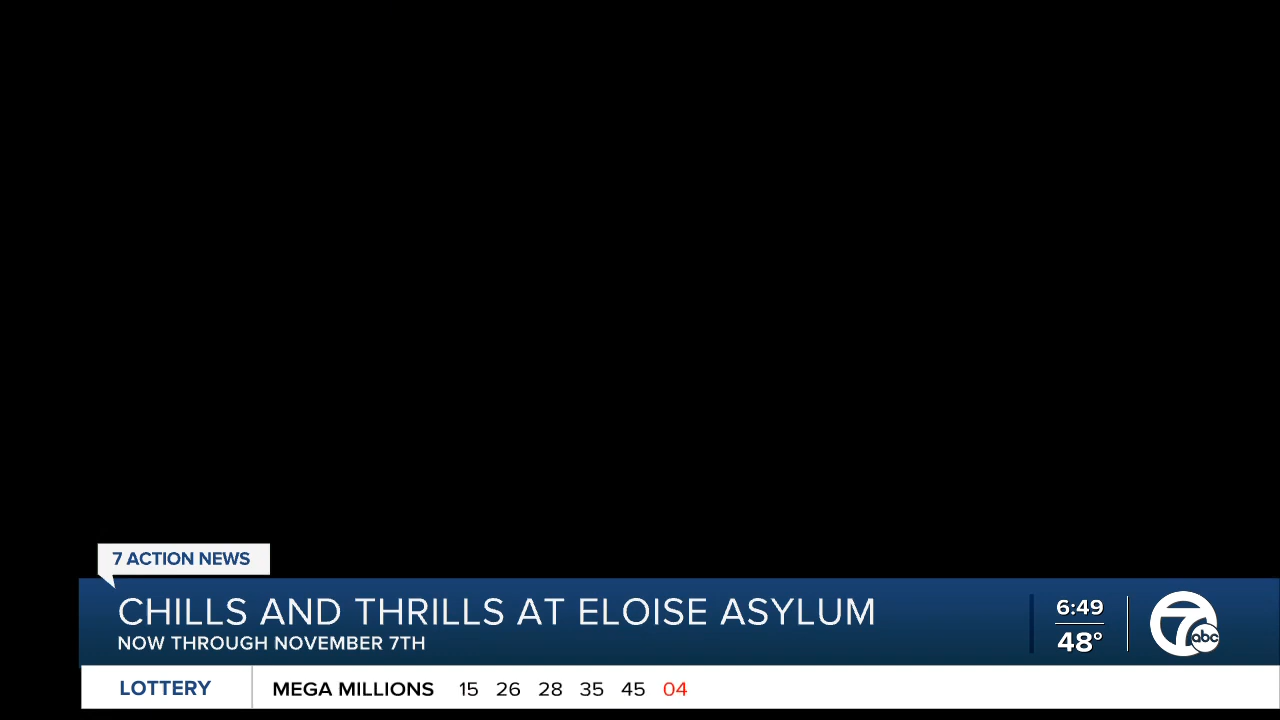 7 ACTION NEWS
CHILLS AND THRILLS AT ELOISE ASYLUM
NOW THROUGH NOVEMBER 7TH
6:49
48°
7 abc
LOTTERY MEGA MILLIONS 15 26 28 35 45 04